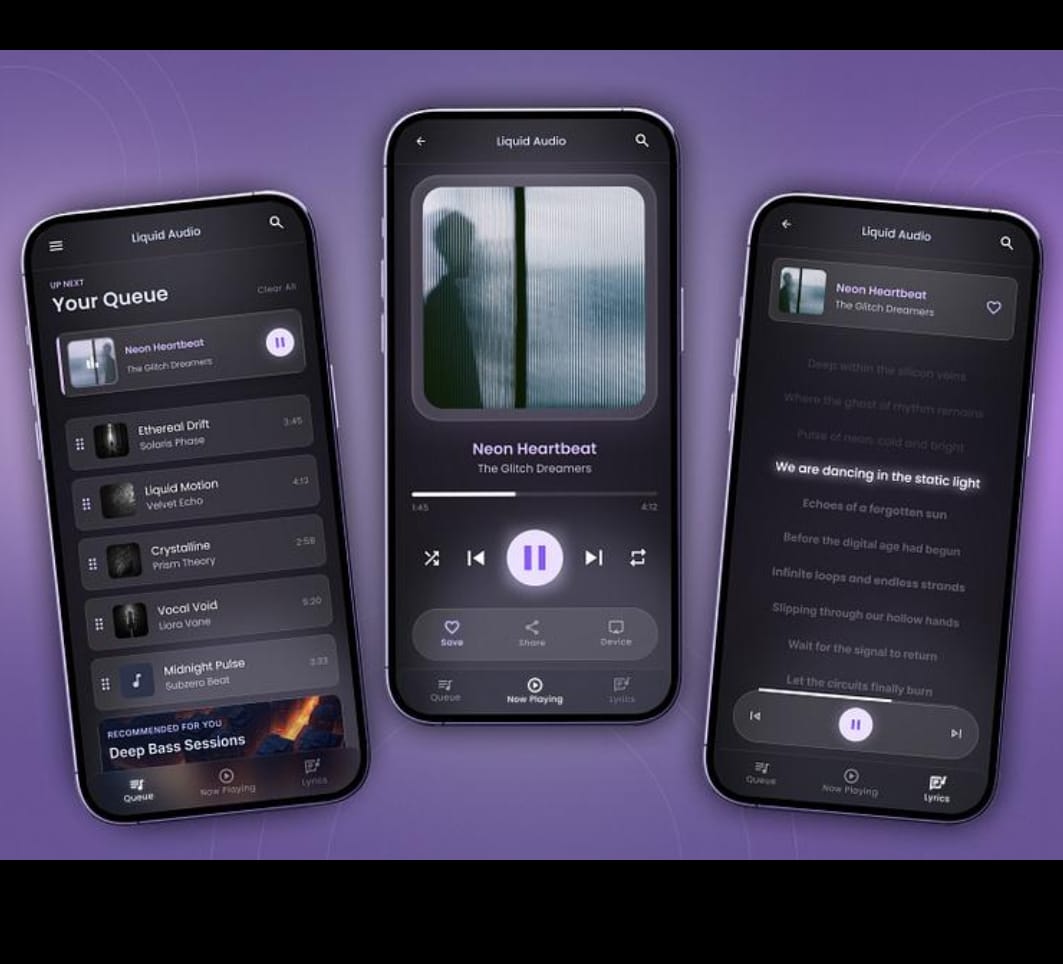 Liquid Audio
UP NEXT
Your Queue
Clear All
Neon Heartbeat
The Glitch Dreamers
Ethereal Drift
Solaris Phase
3:45
Liquid Motion
Velvet Echo
4:12
Crystalline
Prism Theory
2:58
Vocal Void
Liora Vane
5:20
Midnight Pulse
Subzero Beat
3:33
RECOMMENDED FOR YOU
Deep Bass Sessions
Queue
Now Playing
Lyrics
Liquid Audio
Neon Heartbeat
The Glitch Dreamers
1:45
4:12
Save
Share
Device
Queue
Now Playing
Lyrics
Liquid Audio
Neon Heartbeat
The Glitch Dreamers
Deep within the silicon veins
Where the ghost of rhythm remains
Pulse of neon, cold and bright
We are dancing in the static light
Echoes of a forgotten sun
Before the digital age had begun
Infinite loops and endless strands
Slipping through our hollow hands
Wait for the signal to return
Let the circuits finally burn
Queue
Now Playing
Lyrics